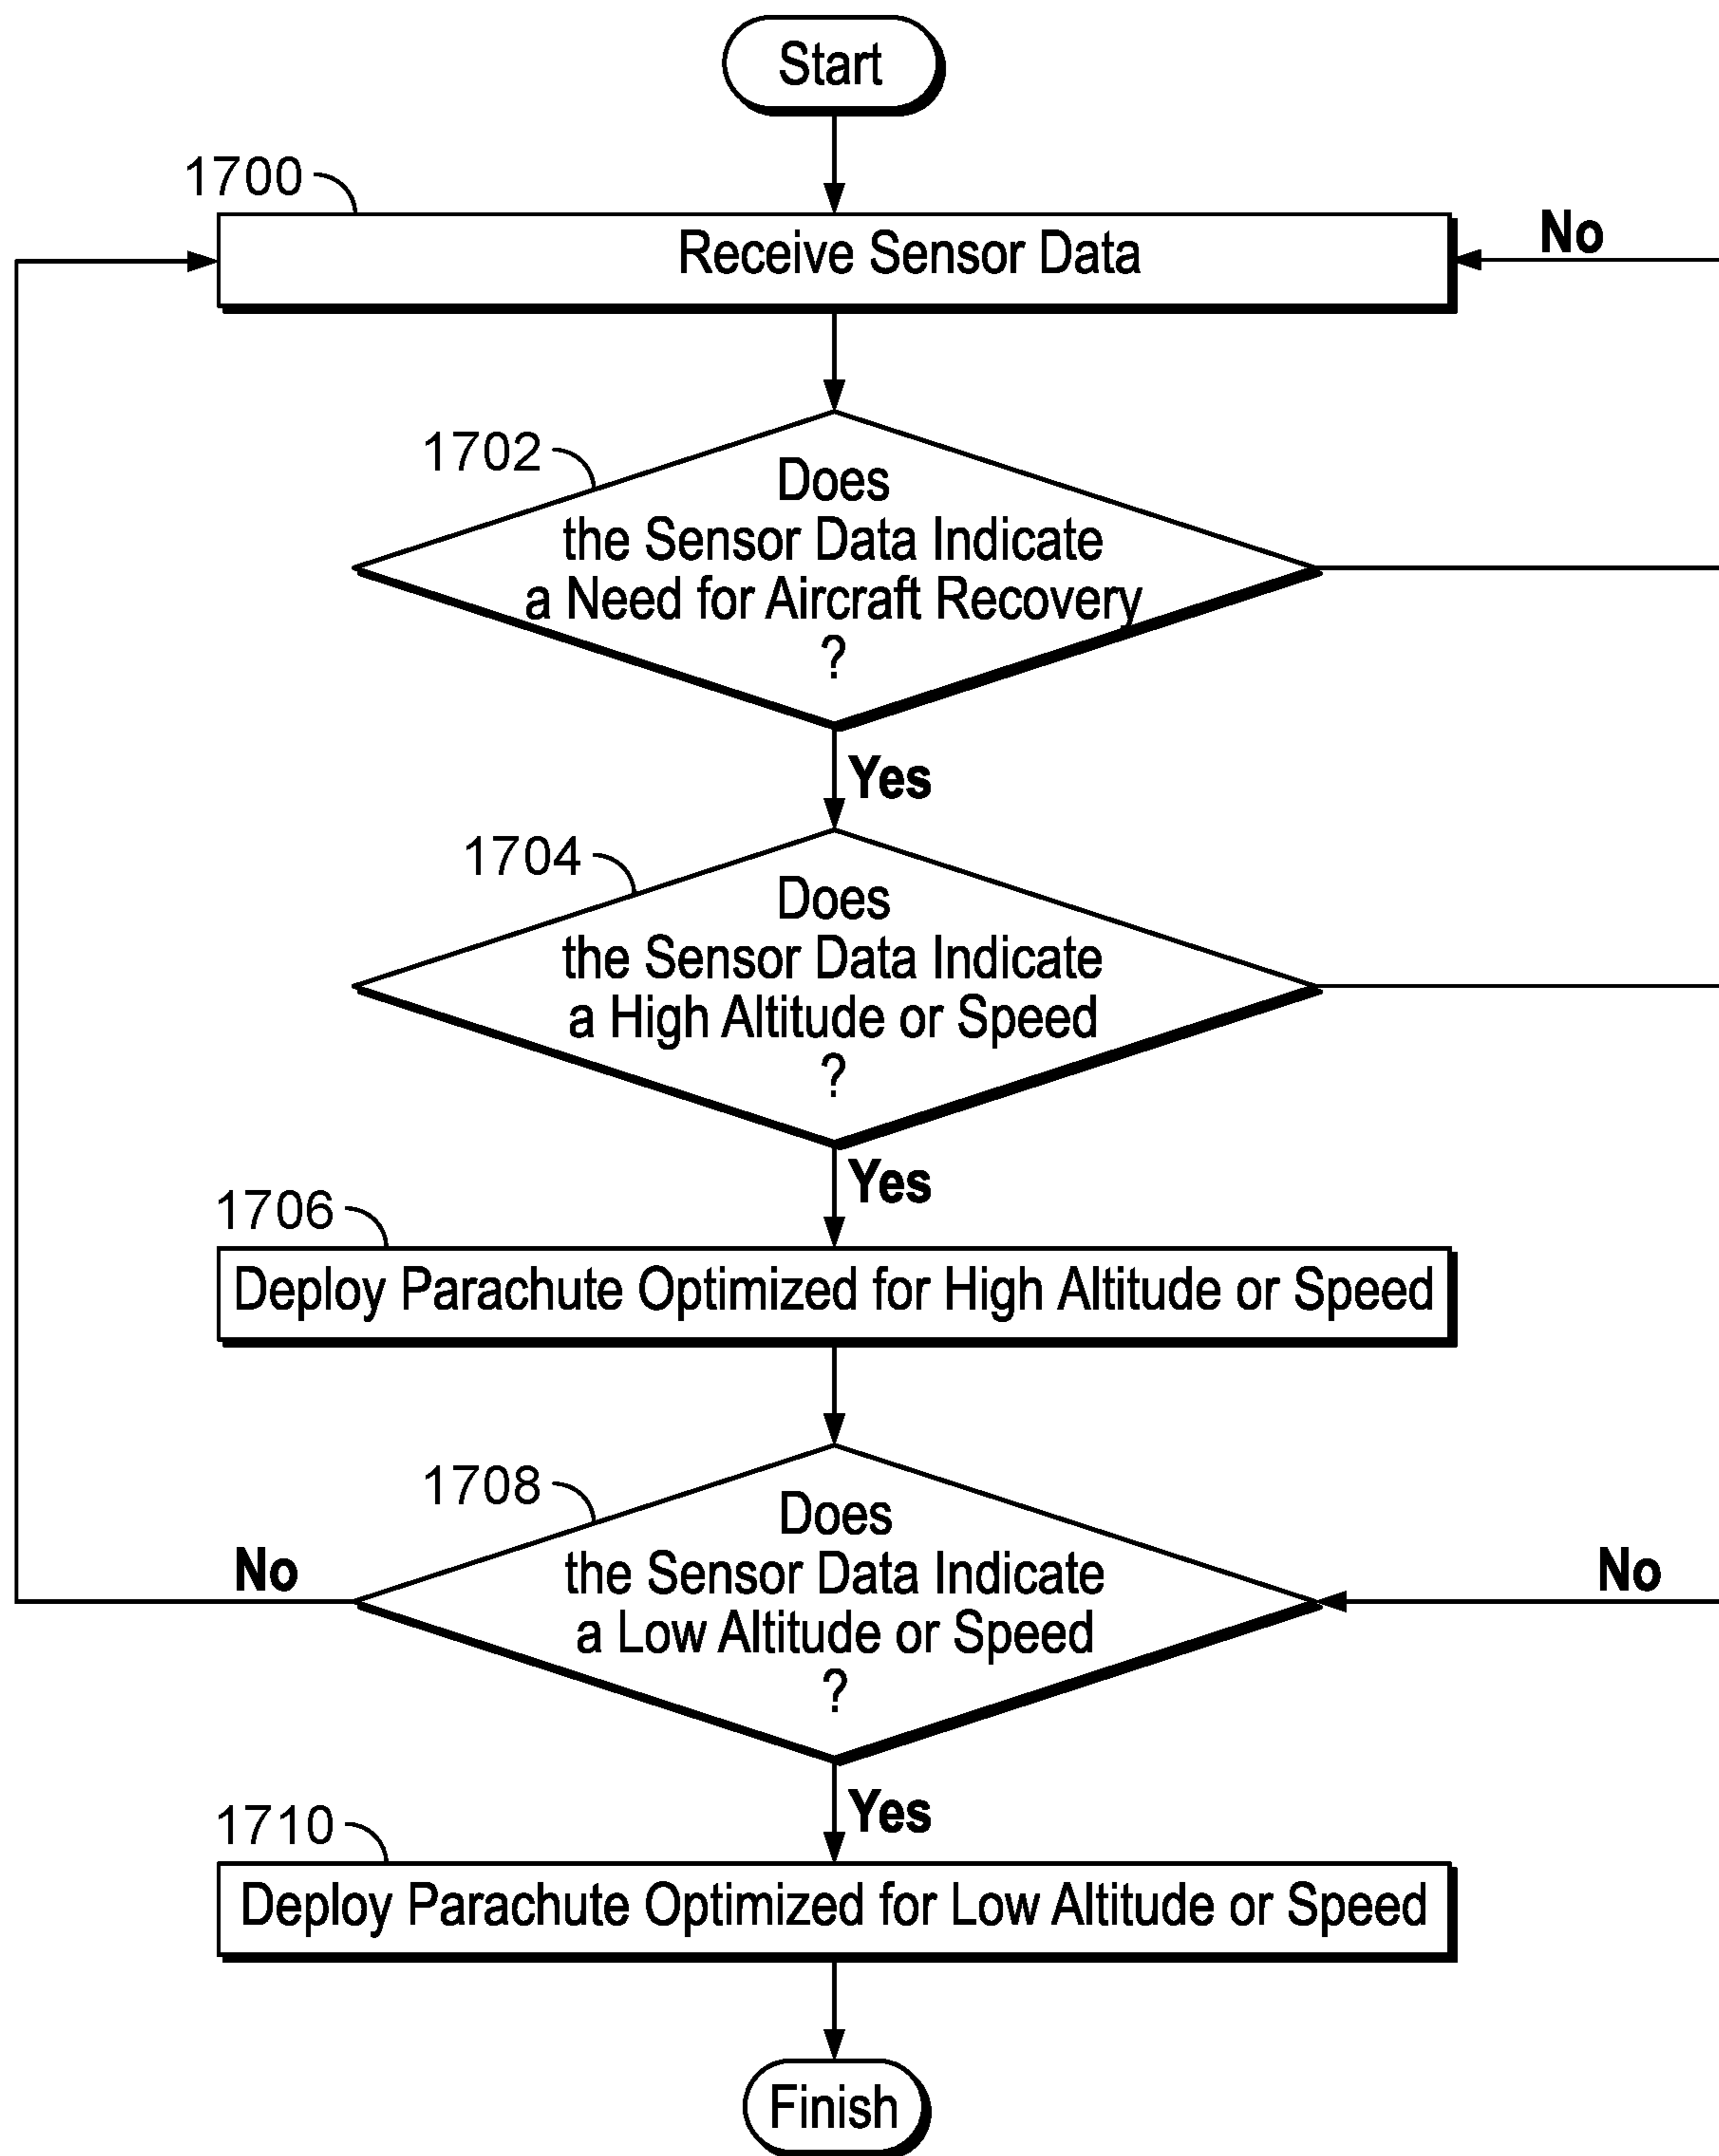 Start
1700
Receive Sensor Data
No
1702
Does
the Sensor Data Indicate
a Need for Aircraft Recovery
?
Yes
1704
Does
the Sensor Data Indicate
a High Altitude or Speed
?
Yes
1706
Deploy Parachute Optimized for High Altitude or Speed
1708
Does
the Sensor Data Indicate
a Low Altitude or Speed
?
No
No
Yes
1710
Deploy Parachute Optimized for Low Altitude or Speed
Finish